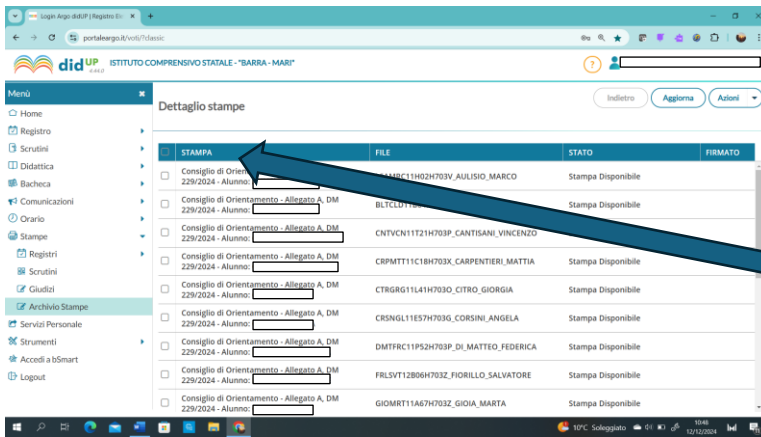 Login Argo didUP | Registro Ele
portaleargo.it/voti/?classic
didUP
ISTITUTO COMPRENSIVO STATALE - "BARRA - MARI"
Menù
Home
Registro
Scrutini
Didattica
Bacheca
Comunicazioni
Orario
Stampe
Registri
Scrutini
Giudizi
Archivio Stampe
Servizi Personale
Strumenti
Accedi a bSmart
Logout
Dettaglio stampe
Indietro
Aggiorna
Azioni
STAMPA FILE STATO FIRMATO
Consiglio di
229/2024 - Alunno: AULISIO_MARCO Stampa Disponibile
Consiglio di Orientamento - Allegato A, DM
229/2024 - Alunno: Stampa Disponibile
Consiglio di Orientamento - Allegato A, DM
229/2024 - Alunno: CNTVCN11T21H703P_CANTISANI_VINCENZO
Consiglio di Orientamento - Allegato A, DM
229/2024 - Alunno: CRPMTT11C18H703X_CARPENTIERI_MATTIA Stampa Disponibile
Consiglio di Orientamento - Allegato A, DM
229/2024 - Alunno: CTRGRG11L41H703O_CITRO_GIORGIA Stampa Disponibile
Consiglio di Orientamento - Allegato A, DM
229/2024 - Alunno: CRSNGL11E57H703G_CORSINI_ANGELA Stampa Disponibile
Consiglio di Orientamento - Allegato A, DM
229/2024 - Alunno: DMTFRC11P52H703P_DI_MATTEO_FEDERICA Stampa Disponibile
Consiglio di Orientamento - Allegato A, DM
229/2024 - Alunno: FRLSVT12B06H703Z_FIORILLO_SALVATORE Stampa Disponibile
Consiglio di Orientamento - Allegato A, DM
229/2024 - Alunno: GIOMRT11A67H703Z_GIOIA_MARTA Stampa Disponibile
10°C Soleggiato
10:46
12/12/2024